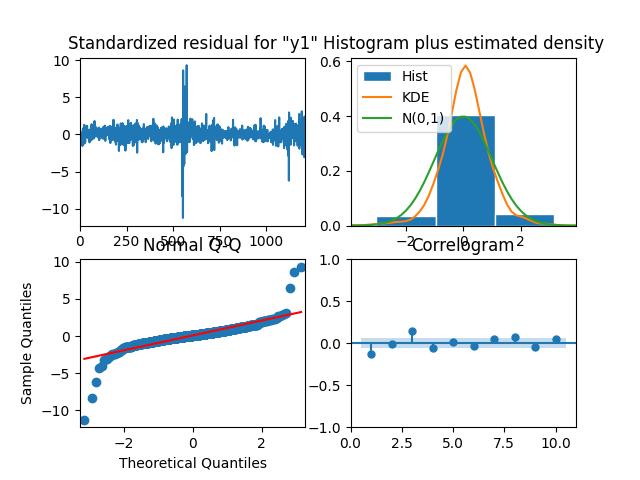 Standardized residual for "y1" Histogram plus estimated density
10
5
0
−5
−10
0 250 500 750 1000
0.6
0.4
0.2
0.0
−2 0 2
Hist
KDE
N(0,1)
Normal Q-Q
Correlogram
Sample Quantiles
10
5
0
−5
−10
−2 0 2
Theoretical Quantiles
1.0
0.5
0.0
−0.5
−1.0
0.0 2.5 5.0 7.5 10.0